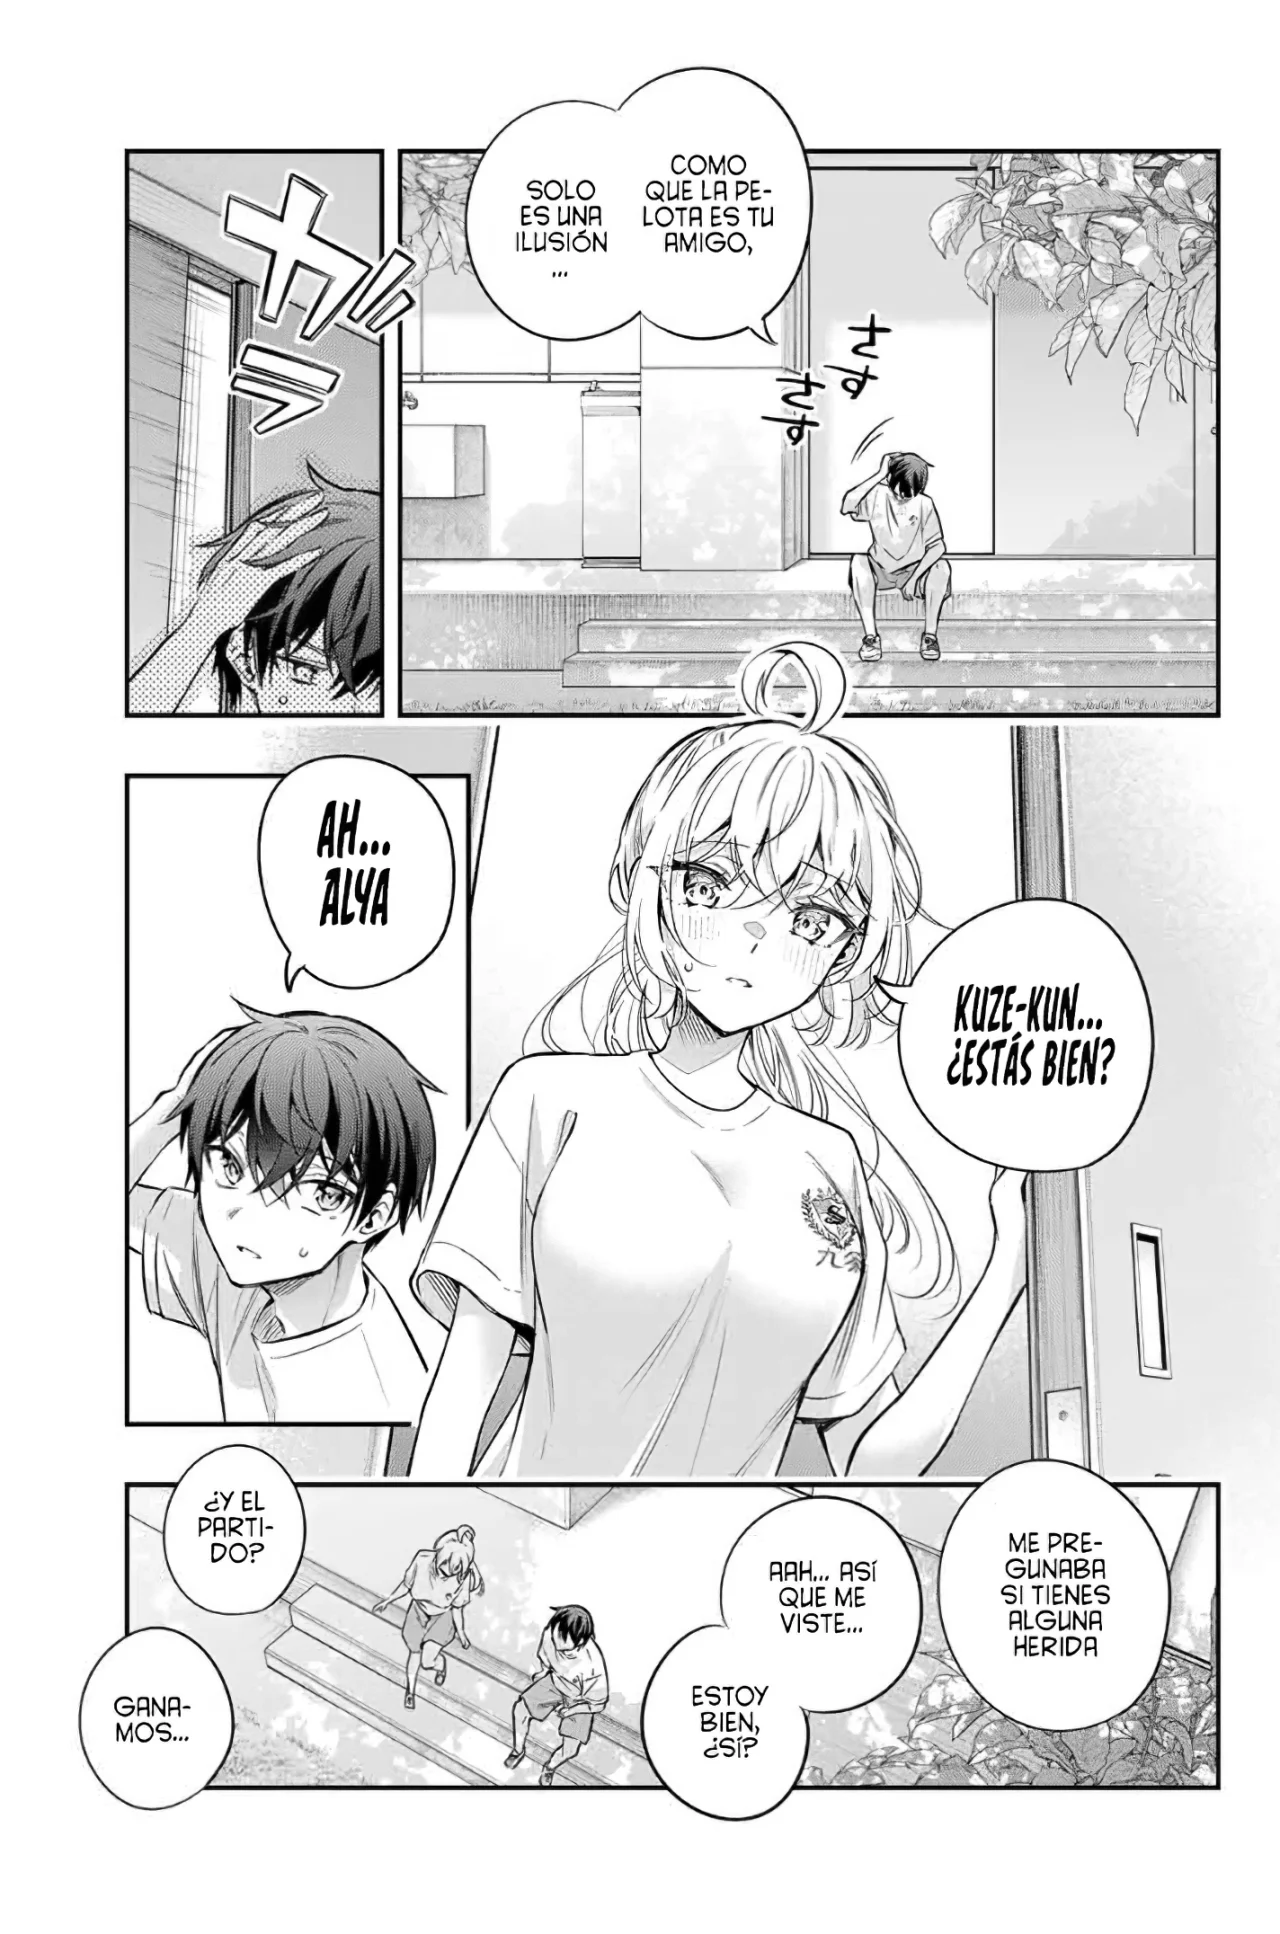 COMO
QUE LA PE-
LOTA ES TU
AMIGO,
SOLO
ES UNA
ILUSIÓN
...
さす
さす
ガラ
KUZE-KUN...
¿ESTÁS BIEN?
AH...
ALYA
ME PRE-
GUNABA
SI TIENES
ALGUNA
HERIDA
AAH... ASÍ
QUE ME
VISTE...
ESTOY
BIEN,
¿SÍ?
¿Y EL
PARTI-
DO?
GANA-
MOS...